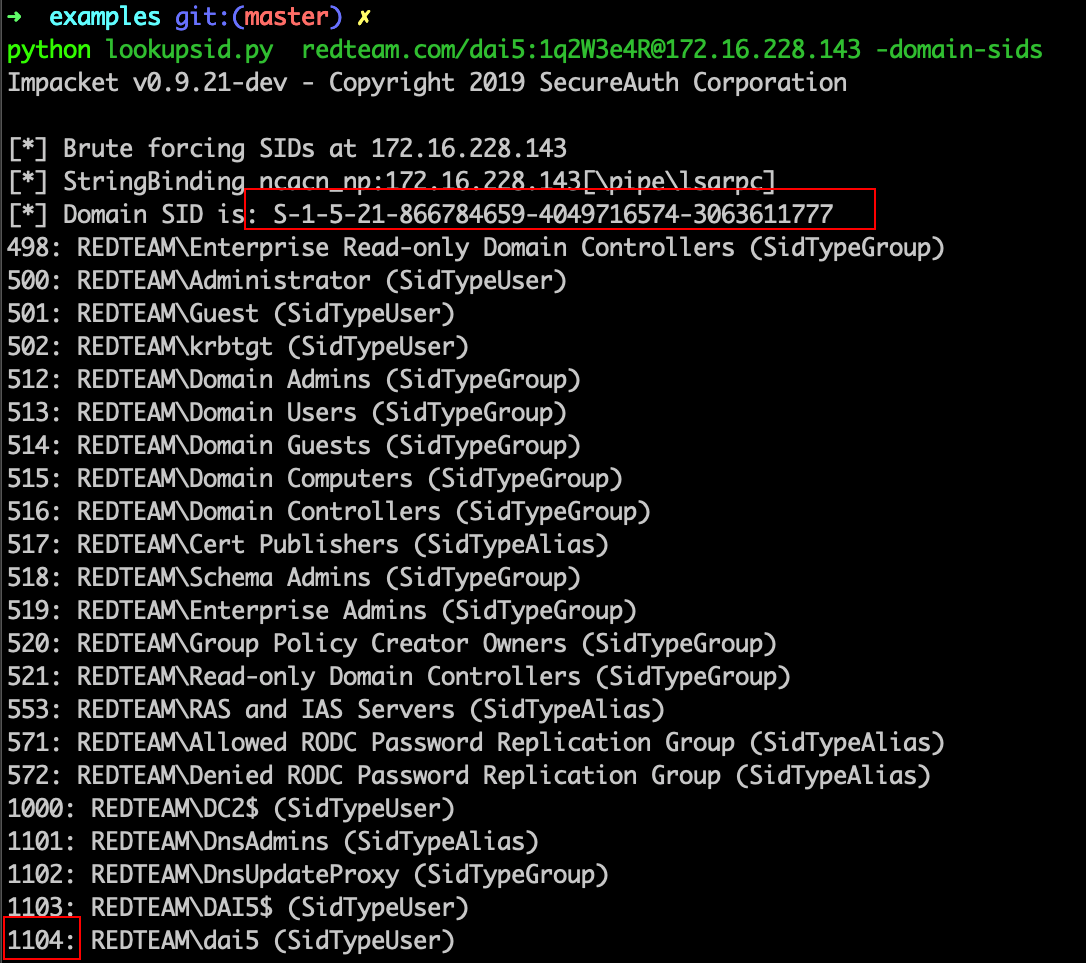 ➜  examples git:(master) ✗
python lookupsid.py  redteam.com/dai5:1q2W3e4R@172.16.228.143 -domain-sids
Impacket v0.9.21-dev - Copyright 2019 SecureAuth Corporation
[*] Brute forcing SIDs at 172.16.228.143
[*] StringBinding ncacn_np:172.16.228.143[\pipe\lsarpc]
[*] Domain SID is: S-1-5-21-866784659-4049716574-3063611777
498: REDTEAM\Enterprise Read-only Domain Controllers (SidTypeGroup)
500: REDTEAM\Administrator (SidTypeUser)
501: REDTEAM\Guest (SidTypeUser)
502: REDTEAM\krbtgt (SidTypeUser)
512: REDTEAM\Domain Admins (SidTypeGroup)
513: REDTEAM\Domain Users (SidTypeGroup)
514: REDTEAM\Domain Guests (SidTypeGroup)
515: REDTEAM\Domain Computers (SidTypeGroup)
516: REDTEAM\Domain Controllers (SidTypeGroup)
517: REDTEAM\Cert Publishers (SidTypeAlias)
518: REDTEAM\Schema Admins (SidTypeGroup)
519: REDTEAM\Enterprise Admins (SidTypeGroup)
520: REDTEAM\Group Policy Creator Owners (SidTypeGroup)
521: REDTEAM\Read-only Domain Controllers (SidTypeGroup)
553: REDTEAM\RAS and IAS Servers (SidTypeAlias)
571: REDTEAM\Allowed RODC Password Replication Group (SidTypeAlias)
572: REDTEAM\Denied RODC Password Replication Group (SidTypeAlias)
1000: REDTEAM\DC2$ (SidTypeUser)
1101: REDTEAM\DnsAdmins (SidTypeAlias)
1102: REDTEAM\DnsUpdateProxy (SidTypeGroup)
1103: REDTEAM\DAI5$ (SidTypeUser)
1104: REDTEAM\dai5 (SidTypeUser)